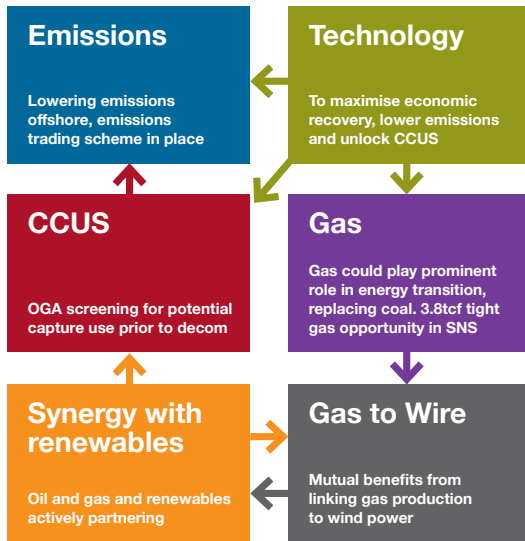 Emissions
Lowering emissions
offshore, emissions
trading scheme in place
Technology
To maximise economic
recovery, lower emissions
and unlock CCUS
CCUS
OGA screening for potential
capture use prior to decom
Gas
Gas could play prominent
role in energy transition,
replacing coal. 3.8tcf tight
gas opportunity in SNS
Synergy with
renewables
Oil and gas and renewables
actively partnering
Gas to Wire
Mutual benefits from
linking gas production
to wind power